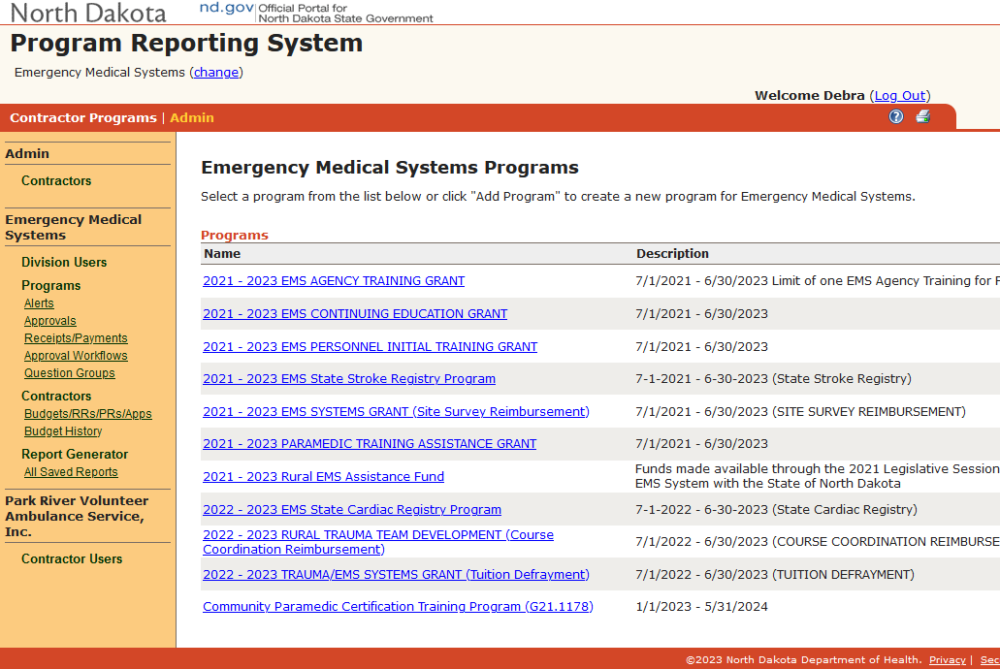 North Dakota
nd.gov
Official Portal for
North Dakota State Government
Program Reporting System
Emergency Medical Systems (change)
Welcome Debra (Log Out)
Contractor Programs | Admin
?
Admin
Contractors
Emergency Medical
Systems
Division Users
Programs
Alerts
Approvals
Receipts/Payments
Approval Workflows
Question Groups
Contractors
Budgets/RRs/PRs/Apps
Budget History
Report Generator
All Saved Reports
Park River Volunteer
Ambulance Service,
Inc.
Contractor Users
Emergency Medical Systems Programs
Select a program from the list below or click "Add Program" to create a new program for Emergency Medical Systems.
Programs
Name Description
2021 - 2023 EMS AGENCY TRAINING GRANT 7/1/2021 - 6/30/2023 Limit of one EMS Agency Training for
2021 - 2023 EMS CONTINUING EDUCATION GRANT 7/1/2021 - 6/30/2023
2021 - 2023 EMS PERSONNEL INITIAL TRAINING GRANT 7/1/2021 - 6/30/2023
2021 - 2023 EMS State Stroke Registry Program 7-1-2021 - 6-30-2023 (State Stroke Registry)
2021 - 2023 EMS SYSTEMS GRANT (Site Survey Reimbursement) 7/1/2021 - 6/30/2023 (SITE SURVEY REIMBURSEMENT)
2021 - 2023 PARAMEDIC TRAINING ASSISTANCE GRANT 7/1/2021 - 6/30/2023
2021 - 2023 Rural EMS Assistance Fund Funds made available through the 2021 Legislative Session
EMS System with the State of North Dakota
2022 - 2023 EMS State Cardiac Registry Program 7-1-2022 - 6-30-2023 (State Cardiac Registry)
2022 - 2023 RURAL TRAUMA TEAM DEVELOPMENT (Course
Coordination Reimbursement) 7/1/2022 - 6/30/2023 (COURSE COORDINATION REIMBURSE
2022 - 2023 TRAUMA/EMS SYSTEMS GRANT (Tuition Defrayment) 7/1/2022 - 6/30/2023 (TUITION DEFRAYMENT)
Community Paramedic Certification Training Program (G21.1178) 1/1/2023 - 5/31/2024
©2023 North Dakota Department of Health. Privacy | Sec